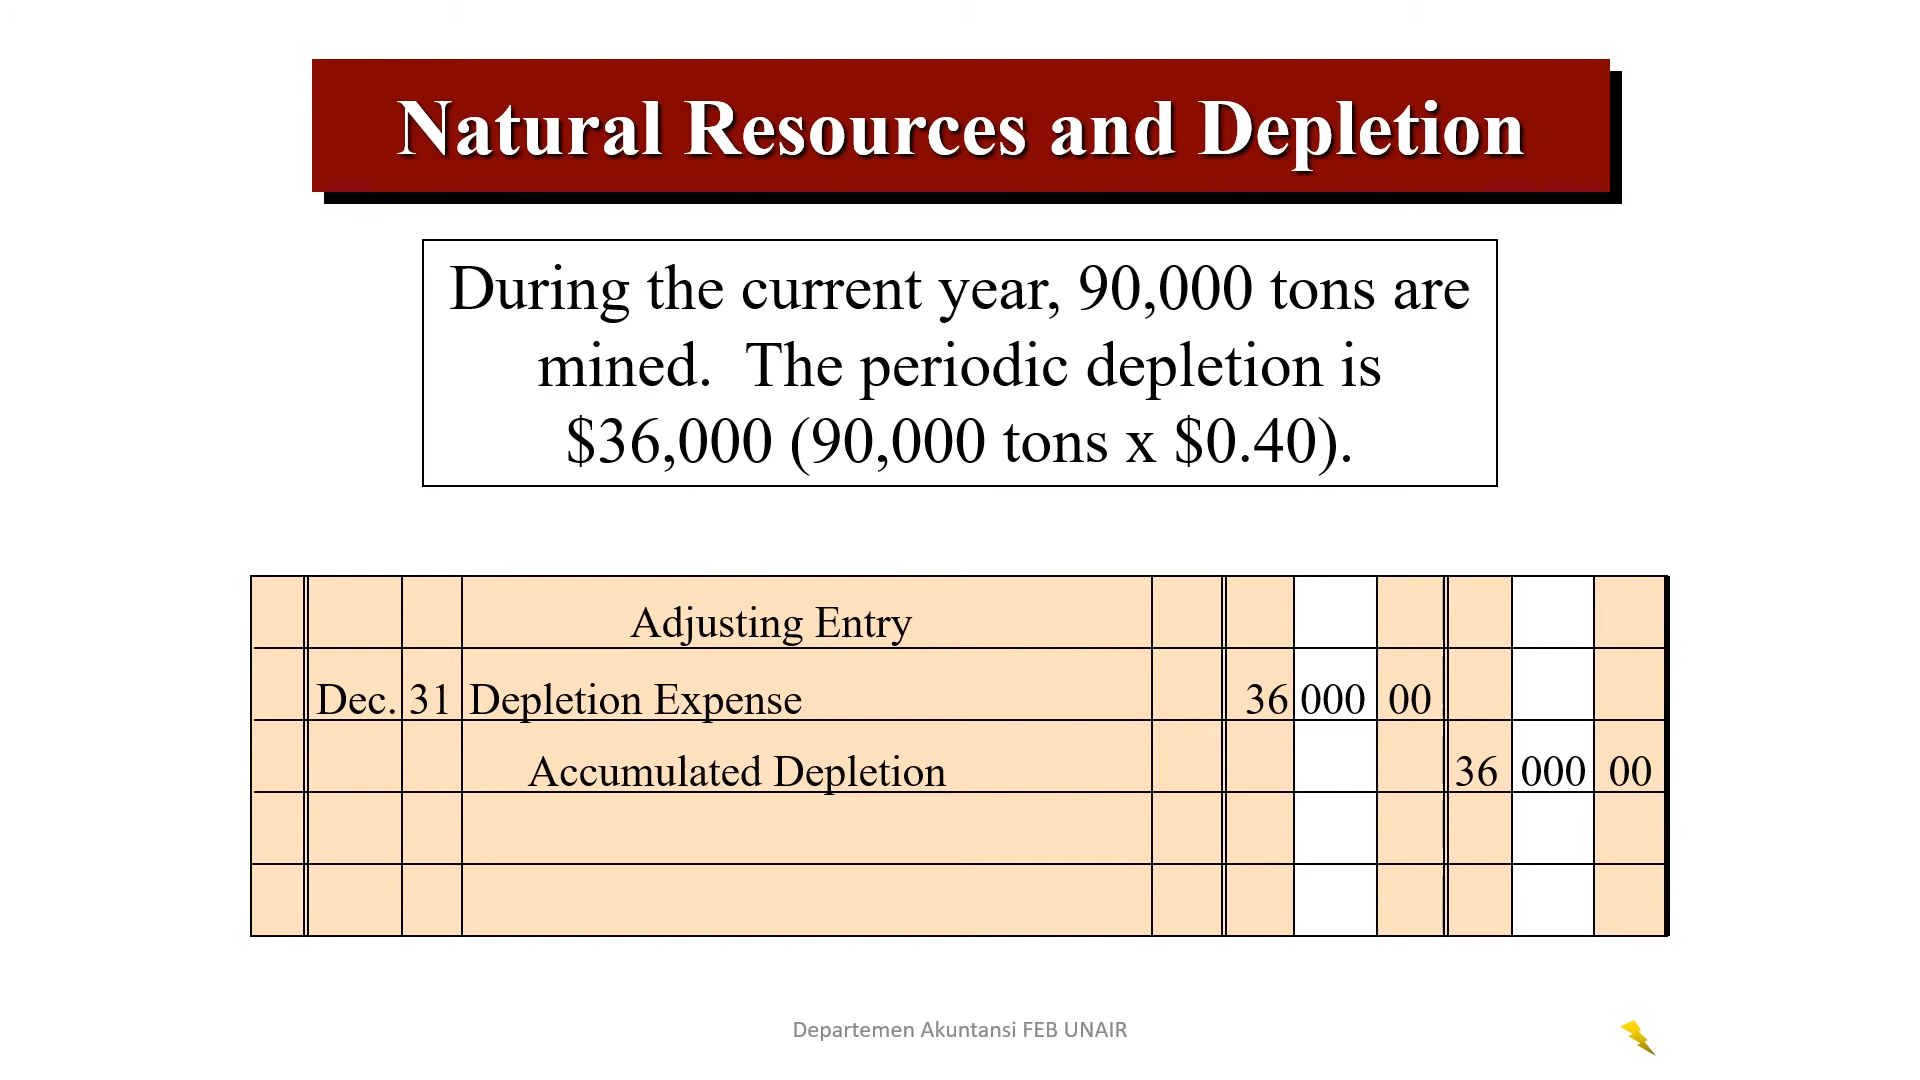 Natural Resources and Depletion
During the current year, 90,000 tons are
mined.  The periodic depletion is
$36,000 (90,000 tons x $0.40).
Adjusting Entry
Dec. 31 Depletion Expense 36 000 00
Accumulated Depletion 36 000 00
Departemen Akuntansi FEB UNAIR